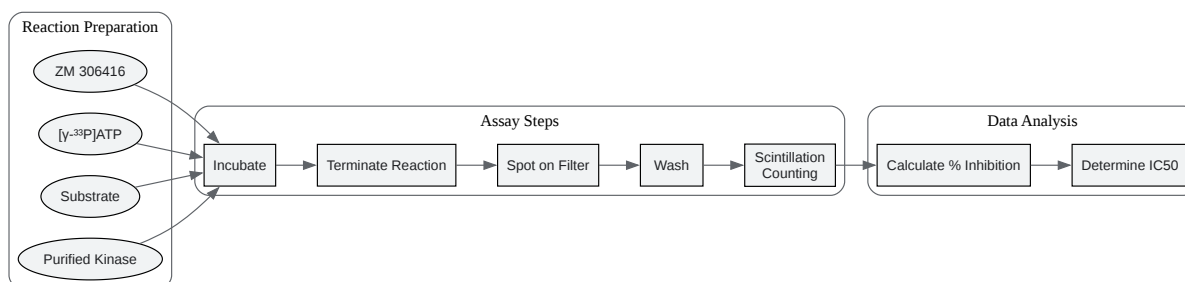 Reaction Preparation
ZM 306416
[γ-³³P]ATP
Substrate
Purified Kinase
Assay Steps
Incubate
Terminate Reaction
Spot on Filter
Wash
Scintillation
Counting
Data Analysis
Calculate % Inhibition
Determine IC50